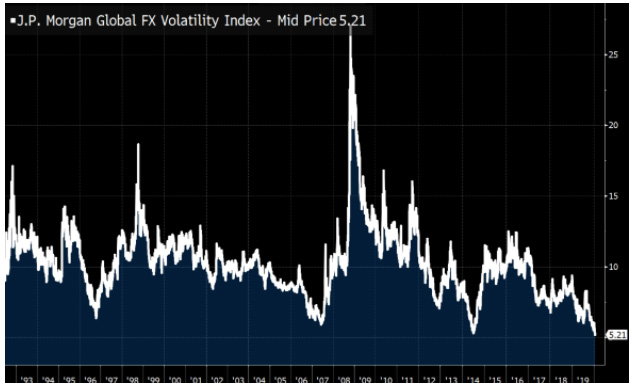 J.P. Morgan Global FX Volatility Index - Mid Price 5.21
25
20
15
10
5.21
'93 '94 '95 '96 '97 '98 '99 '00 '01 '02 '03 '04 '05 '06 '07 '08 '09 '10 '11 '12 '13 '14 '15 '16 '17 '18 '19